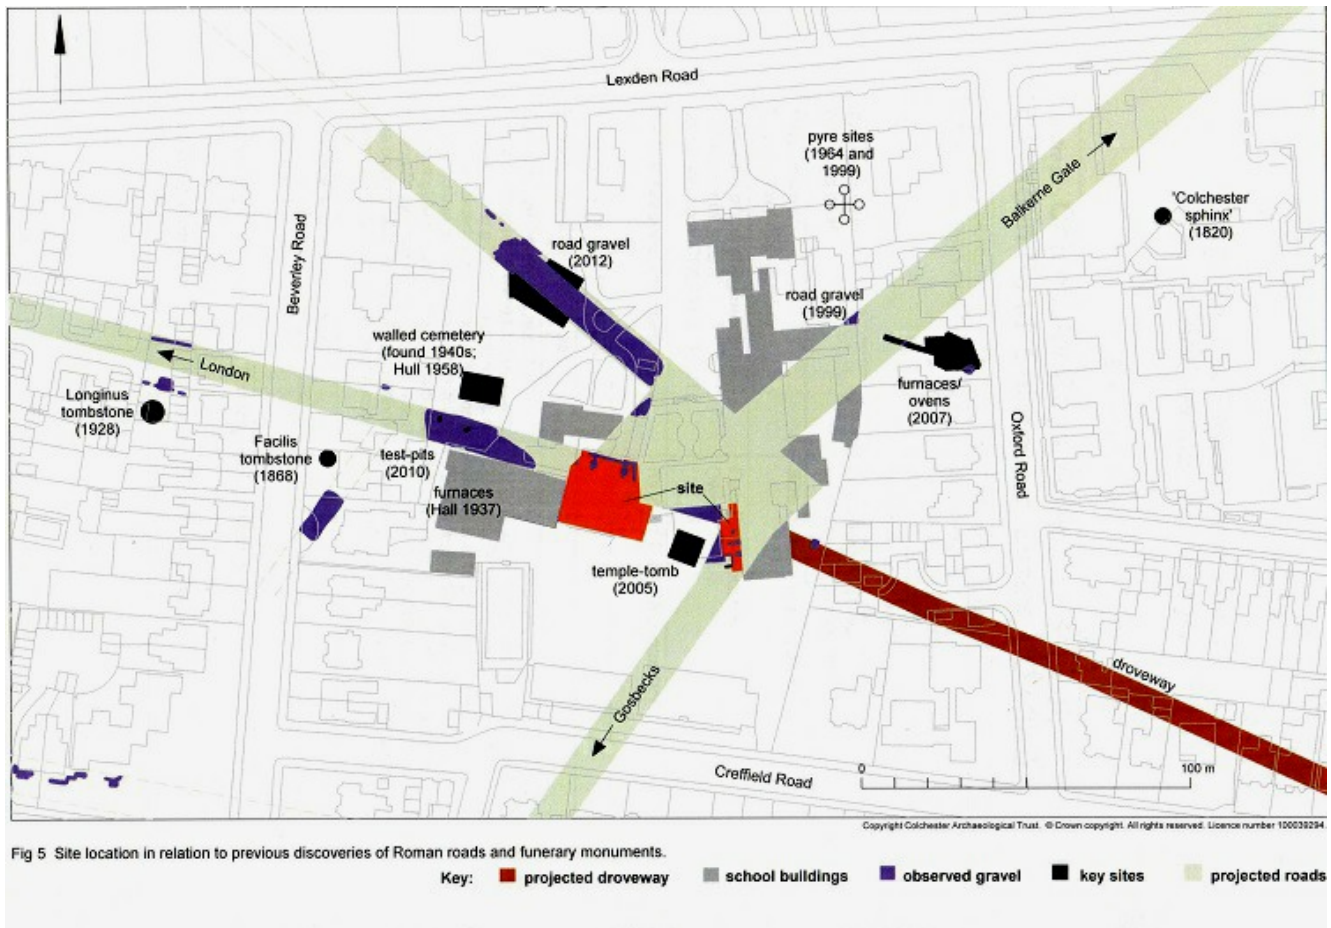 Lexden Road
pyre sites
(1964 and
1999)
Balkerne Gate
'Colchester
sphinx'
(1820)
Beverley Road
road gravel
(2012)
road gravel
(1999)
walled cemetery
(found 1940s;
Hull 1958)
London
Longinus
tombstone
(1928)
furnaces/
ovens
(2007)
Oxford Road
Facilis
tombstone
(1868)
test-pits
(2010)
furnaces
(Hall 1937)
site
temple-tomb
(2005)
droveway
Gosbecks
Creffield Road
0 100 m
Copyright Colchester Archaeological Trust. © Crown copyright. All rights reserved. Licence number 100039294.
Fig 5 Site location in relation to previous discoveries of Roman roads and funerary monuments.
Key: projected droveway school buildings observed gravel key sites projected roads